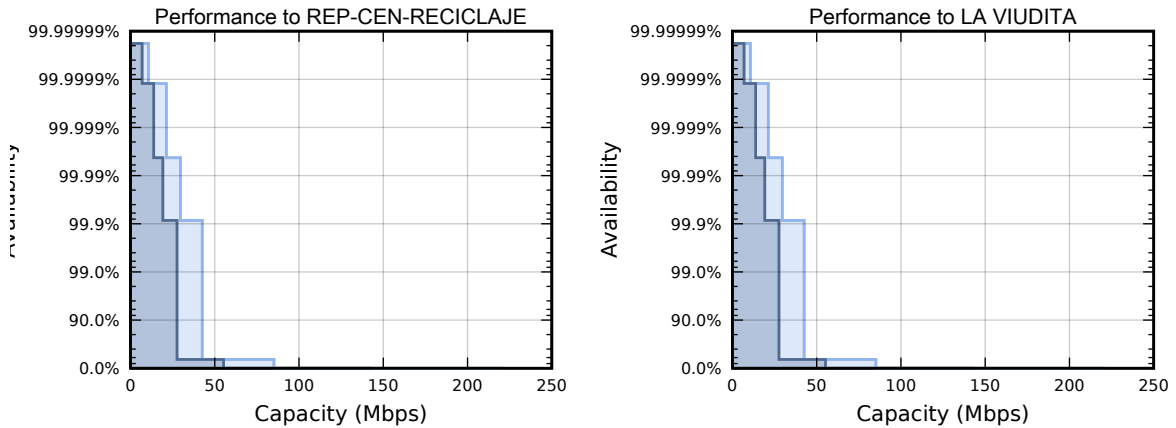 Performance to REP-CEN-RECICLAJE
99.99999%
99.9999%
99.999%
99.99%
99.9%
99.0%
90.0%
0.0%
Availability
0 50 100 150 200 250
Capacity (Mbps)
Performance to LA VIUDITA
99.99999%
99.9999%
99.999%
99.99%
99.9%
99.0%
90.0%
0.0%
Availability
0 50 100 150 200 250
Capacity (Mbps)